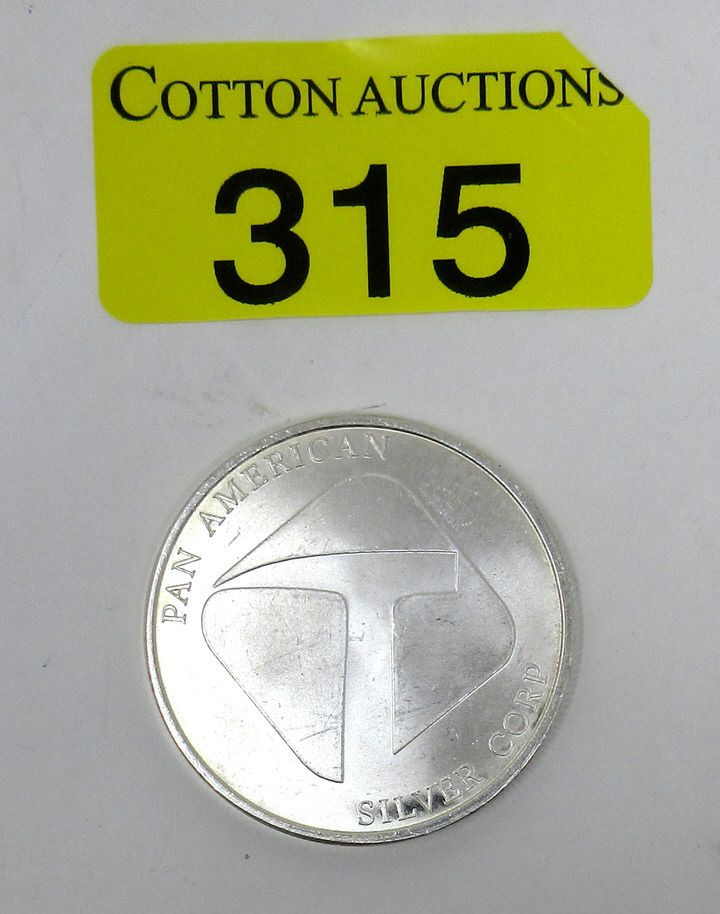 COTTON AUCTIONS
315
PAN AMERICAN
SILVER CORP